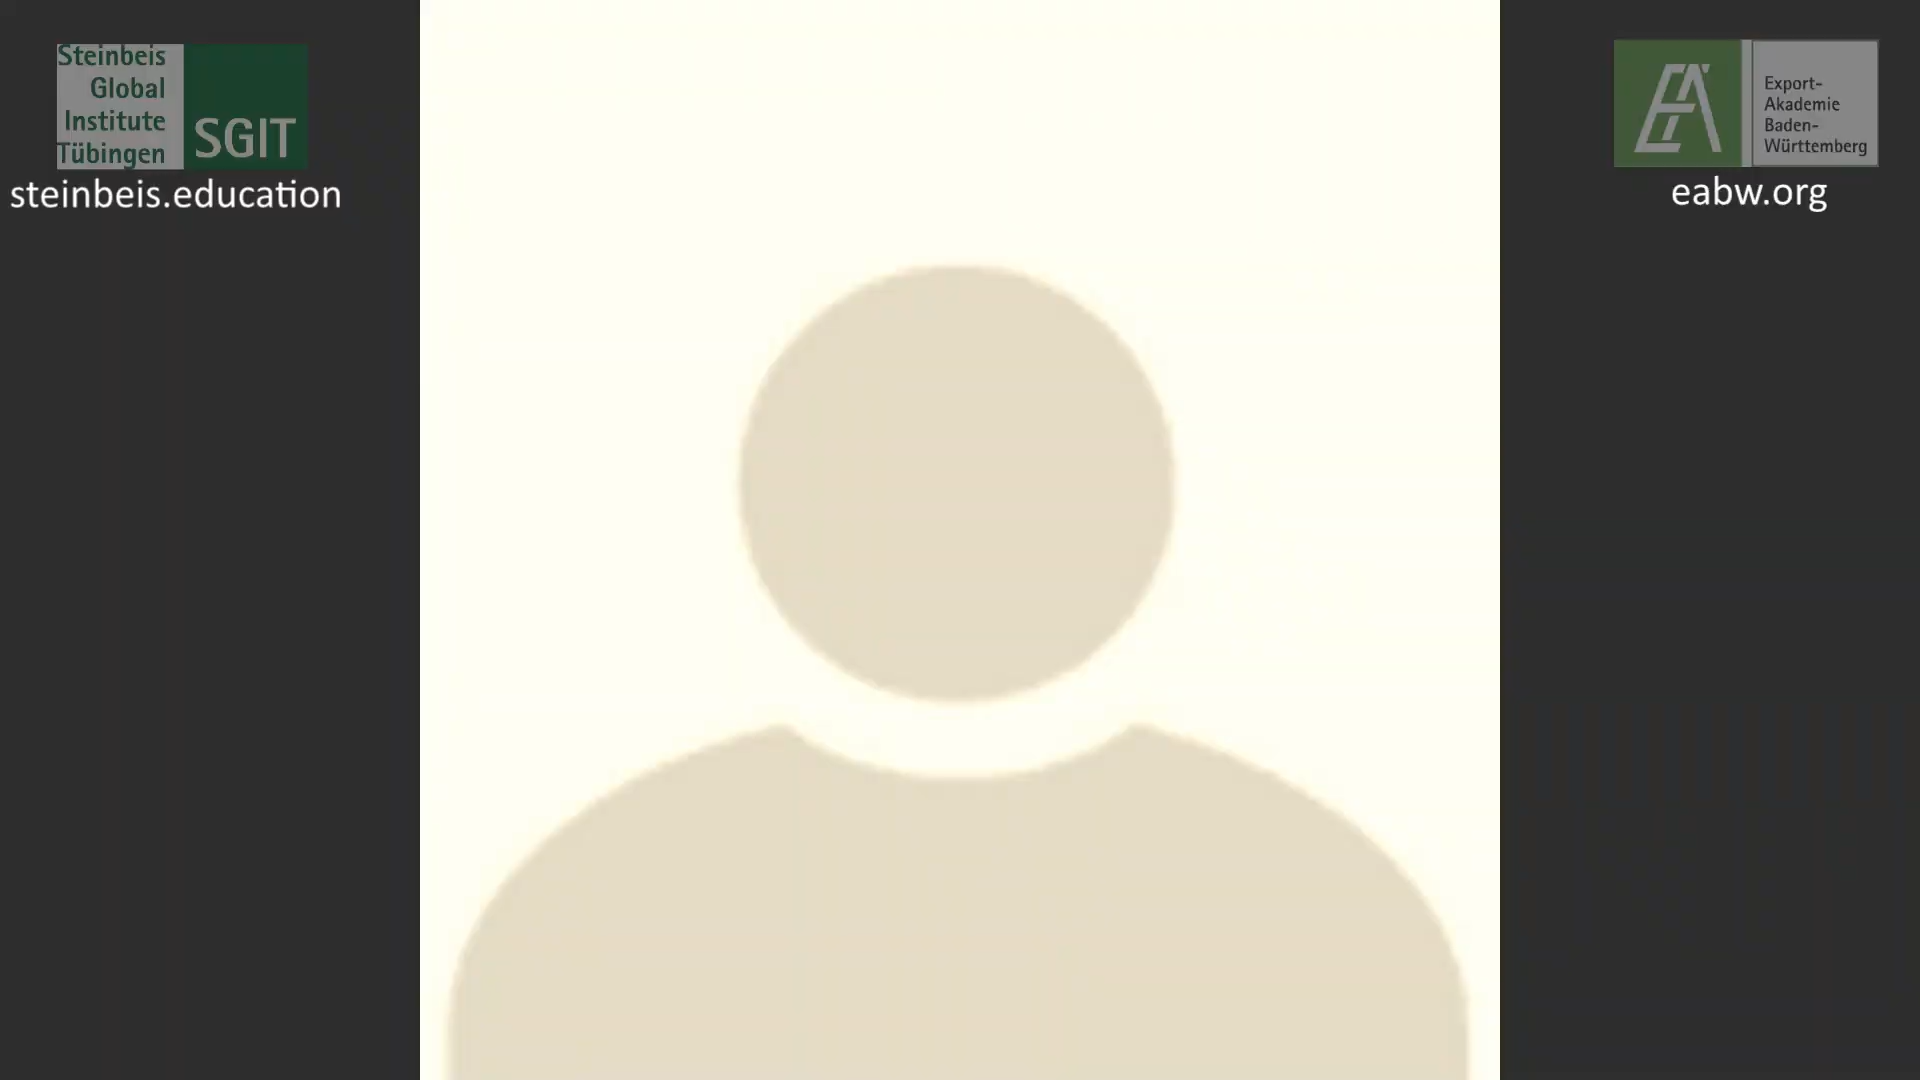 Steinbeis
Global
Institute
Tübingen
SGIT
steinbeis.education
Export-
Akademie
Baden-
Württemberg
eabw.org